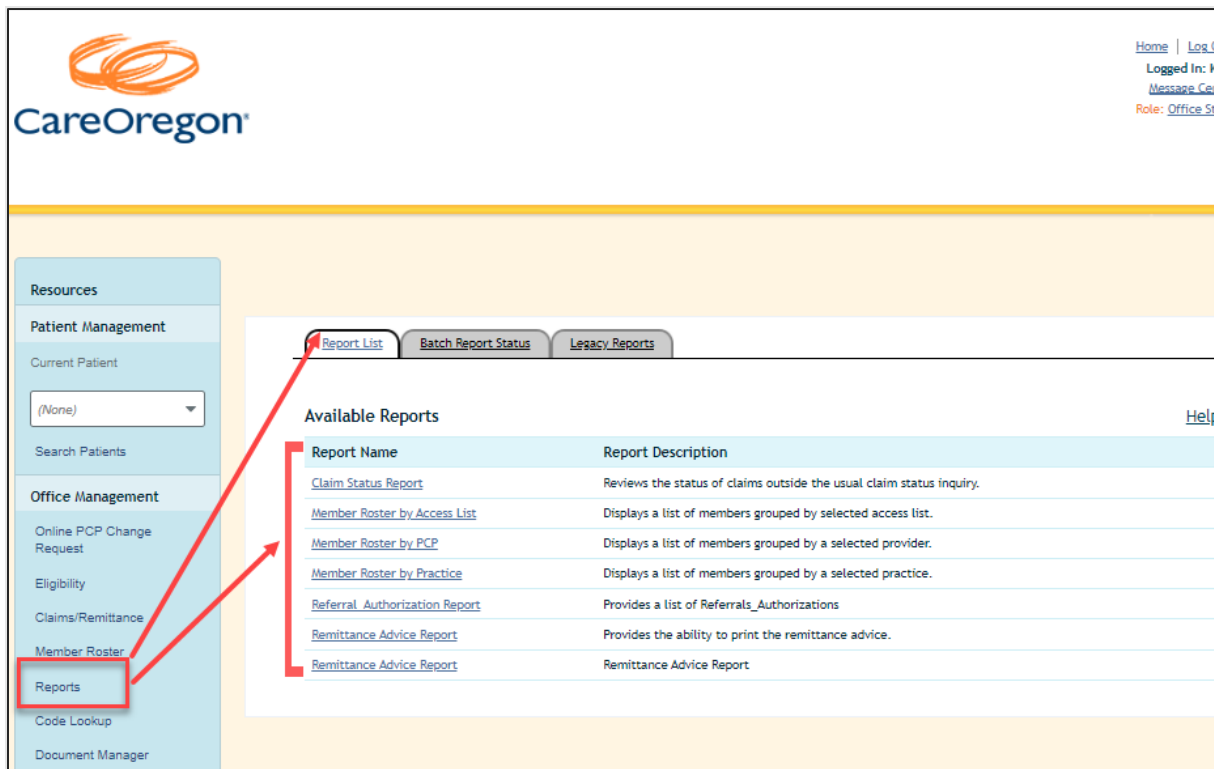 CareOregon
Home | Log
Logged In:
Message
Role: Office
Resources
Patient Management
Current Patient
(None)
Search Patients
Office Management
Online PCP Change
Request
Eligibility
Claims/Remittance
Member Roster
Reports
Code Lookup
Document Manager
Report List Batch Report Status Legacy Reports
Available Reports Help
Report Name Report Description
Claim Status Report Reviews the status of claims outside the usual claim status inquiry.
Member Roster by Access List Displays a list of members grouped by selected access list.
Member Roster by PCP Displays a list of members grouped by a selected provider.
Member Roster by Practice Displays a list of members grouped by a selected practice.
Referral_Authorization Report Provides a list of Referrals_Authorizations
Remittance Advice Report Provides the ability to print the remittance advice.
Remittance Advice Report Remittance Advice Report